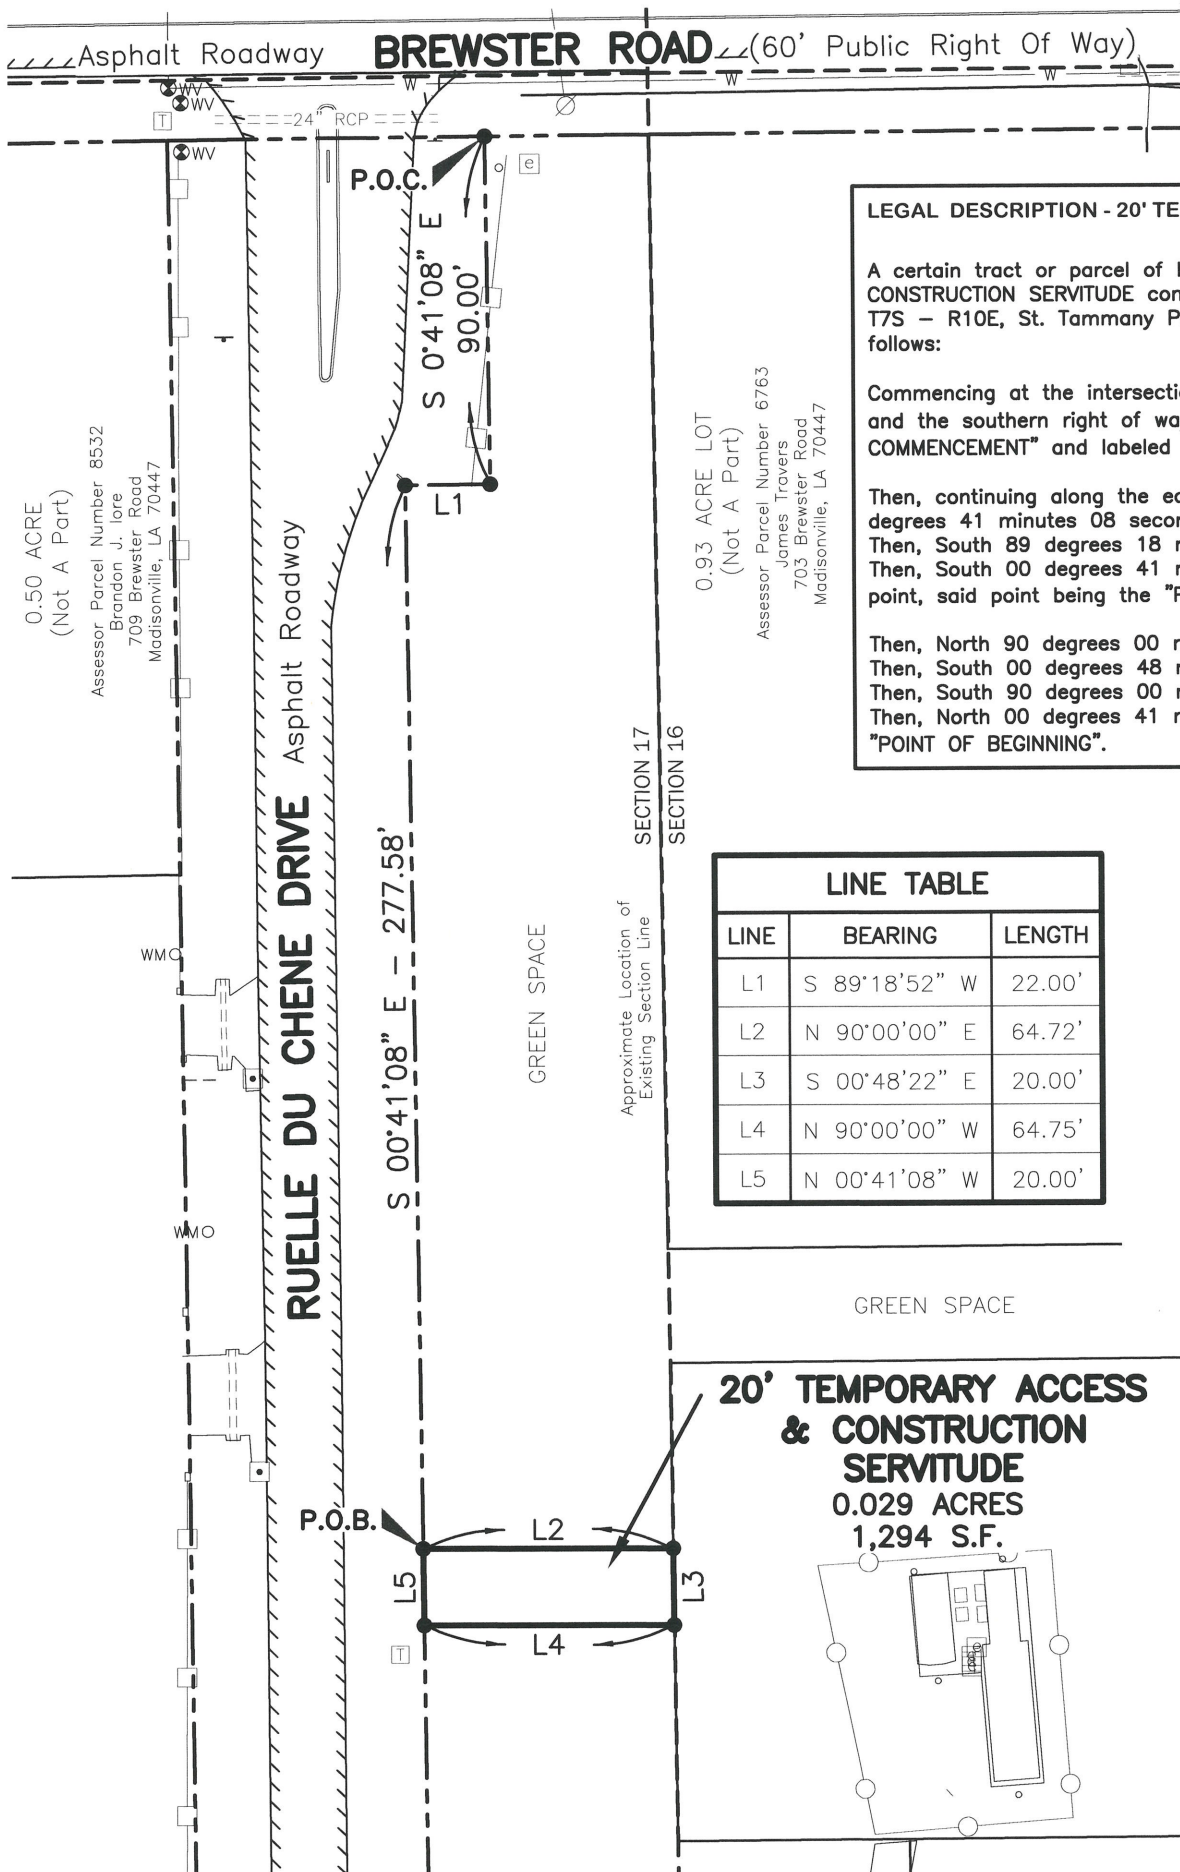 Asphalt Roadway BREWSTER ROAD (60' Public Right Of Way)
W W W
WV
WV
T 24" RCP
WV
P.O.C. e
S 0°41'08" E
90.00'
L1
0.50 ACRE
(Not A Part)
Assessor Parcel Number 8532
Brandon J. Iore
709 Brewster Road
Madisonville, LA 70447
0.93 ACRE LOT
(Not A Part)
Assessor Parcel Number 6763
James Travers
703 Brewster Road
Madisonville, LA 70447
LEGAL DESCRIPTION - 20' TE
A certain tract or parcel of
CONSTRUCTION SERVITUDE con
T7S – R10E, St. Tammany P
follows:
Commencing at the intersecti
and the southern right of wa
COMMENCEMENT" and labeled
Then, continuing along the ea
degrees 41 minutes 08 secor
Then, South 89 degrees 18 m
Then, South 00 degrees 41 m
point, said point being the "P
Then, North 90 degrees 00 m
Then, South 00 degrees 48 m
Then, South 90 degrees 00 m
Then, North 00 degrees 41 m
"POINT OF BEGINNING".
RUELLE DU CHENE DRIVE Asphalt Roadway
S 00°41'08" E – 277.58'
GREEN SPACE
SECTION 17
SECTION 16
Approximate Location of
Existing Section Line
LINE TABLE
LINE BEARING LENGTH
L1 S 89°18'52" W 22.00'
L2 N 90°00'00" E 64.72'
L3 S 00°48'22" E 20.00'
L4 N 90°00'00" W 64.75'
L5 N 00°41'08" W 20.00'
WMO
WMO
GREEN SPACE
20' TEMPORARY ACCESS
& CONSTRUCTION
SERVITUDE
0.029 ACRES
1,294 S.F.
P.O.B.
L2
L5
L3
L4
T